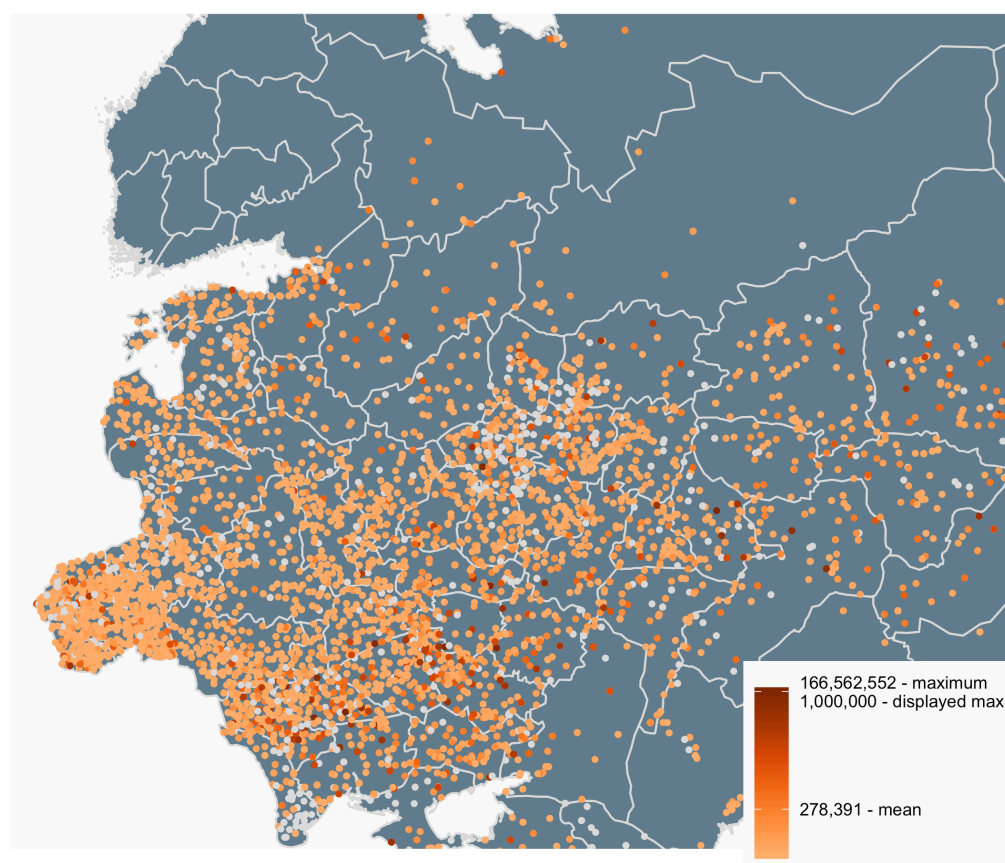 166,562,552 - maximum
1,000,000 - displayed max
278,391 - mean